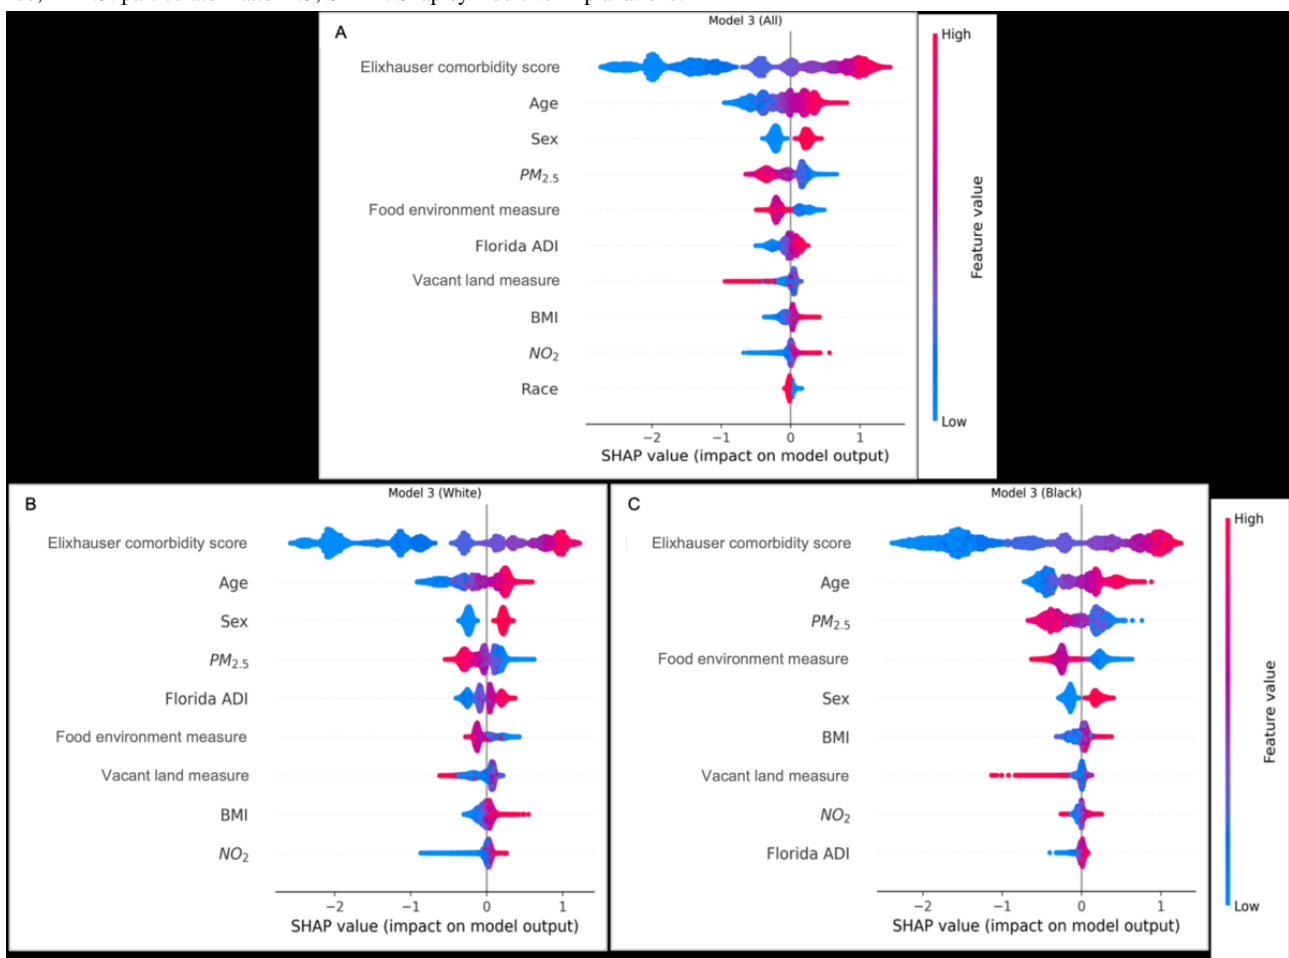 A
Model 3 (All)
High
Elixhauser comorbidity score
Age
Sex
PM2.5
Food environment measure
Florida ADI
Vacant land measure
BMI
NO2
Race
Feature value
Low
−2 −1 0 1
SHAP value (impact on model output)
B
Model 3 (White)
Elixhauser comorbidity score
Age
Sex
PM2.5
Florida ADI
Food environment measure
Vacant land measure
BMI
NO2
−2 −1 0 1
SHAP value (impact on model output)
C
Model 3 (Black)
Elixhauser comorbidity score
Age
PM2.5
Food environment measure
Sex
BMI
Vacant land measure
NO2
Florida ADI
−2 −1 0 1
SHAP value (impact on model output)
High
Feature value
Low